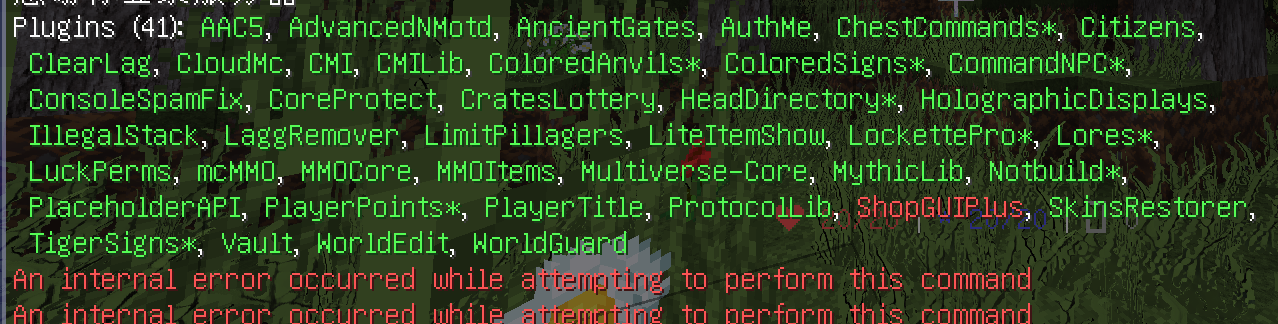 Plugins (41): AAC5, AdvancedNMotd, AncientGates, AuthMe, ChestCommands*, Citizens,
ClearLag, CloudMc, CMI, CMILib, ColoredAnvils*, ColoredSigns*, CommandNPC*,
ConsoleSpamFix, CoreProtect, CratesLottery, HeadDirectory*, HolographicDisplays,
IllegalStack, LaggRemover, LimitPillagers, LiteItemShow, LockettePro*, Lores*,
LuckPerms, mcMMO, MMOCore, MMOItems, Multiverse-Core, MythicLib, Notbuild*,
PlaceholderAPI, PlayerPoints*, PlayerTitle, ProtocolLib, ShopGUIPlus, SkinsRestorer,
TigerSigns*, Vault, WorldEdit, WorldGuard
An internal error occurred while attempting to perform this command
An internal error occurred while attempting to perform this command